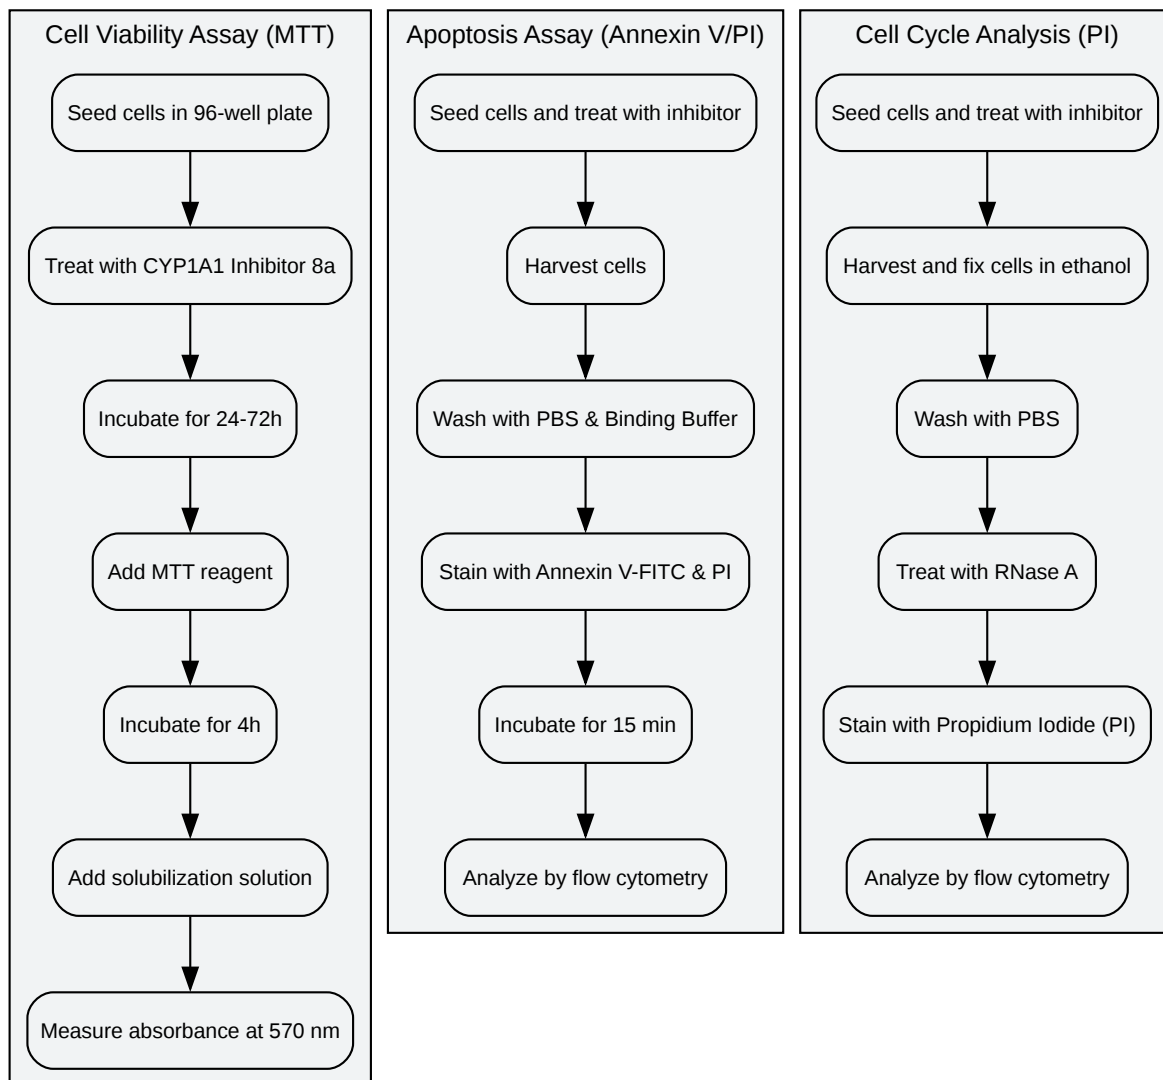 Cell Viability Assay (MTT)
Seed cells in 96-well plate
Treat with CYP1A1 Inhibitor 8a
Incubate for 24-72h
Add MTT reagent
Incubate for 4h
Add solubilization solution
Measure absorbance at 570 nm
Apoptosis Assay (Annexin V/PI)
Seed cells and treat with inhibitor
Harvest cells
Wash with PBS & Binding Buffer
Stain with Annexin V-FITC & PI
Incubate for 15 min
Analyze by flow cytometry
Cell Cycle Analysis (PI)
Seed cells and treat with inhibitor
Harvest and fix cells in ethanol
Wash with PBS
Treat with RNase A
Stain with Propidium Iodide (PI)
Analyze by flow cytometry